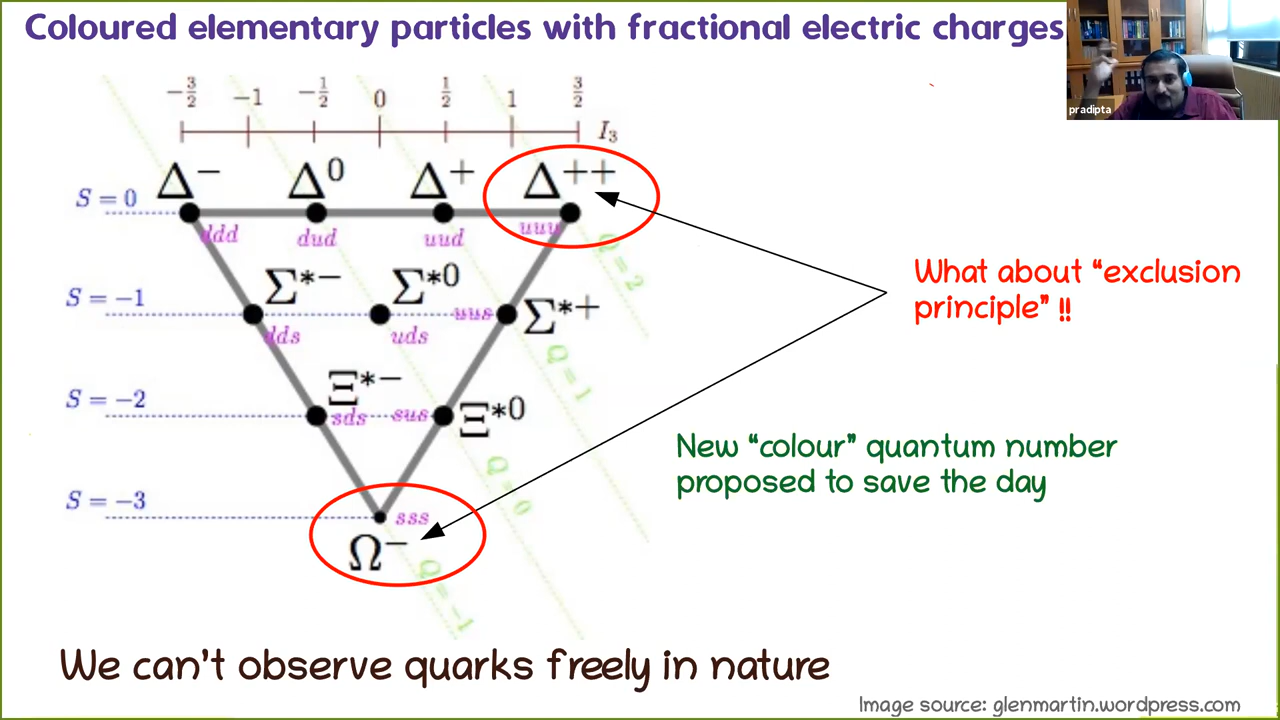 Coloured elementary particles with fractional electric charges
pradipta
-3/2 -1 -1/2 0 1/2 1 3/2
I₃
Δ⁻ Δ⁰ Δ⁺ Δ⁺⁺
S = 0
ddd dud uud uuu
Q = 2
Σ*⁻ Σ*⁰ Σ*⁺
S = −1
dds uds uus
Q = 1
What about “exclusion
principle” !!
Ξ*⁻ Ξ*⁰
S = −2
sds sus
Q = 0
New “colour” quantum number
proposed to save the day
S = −3
sss
Ω⁻
Q = −1
We can't observe quarks freely in nature
Image source: glenmartin.wordpress.com